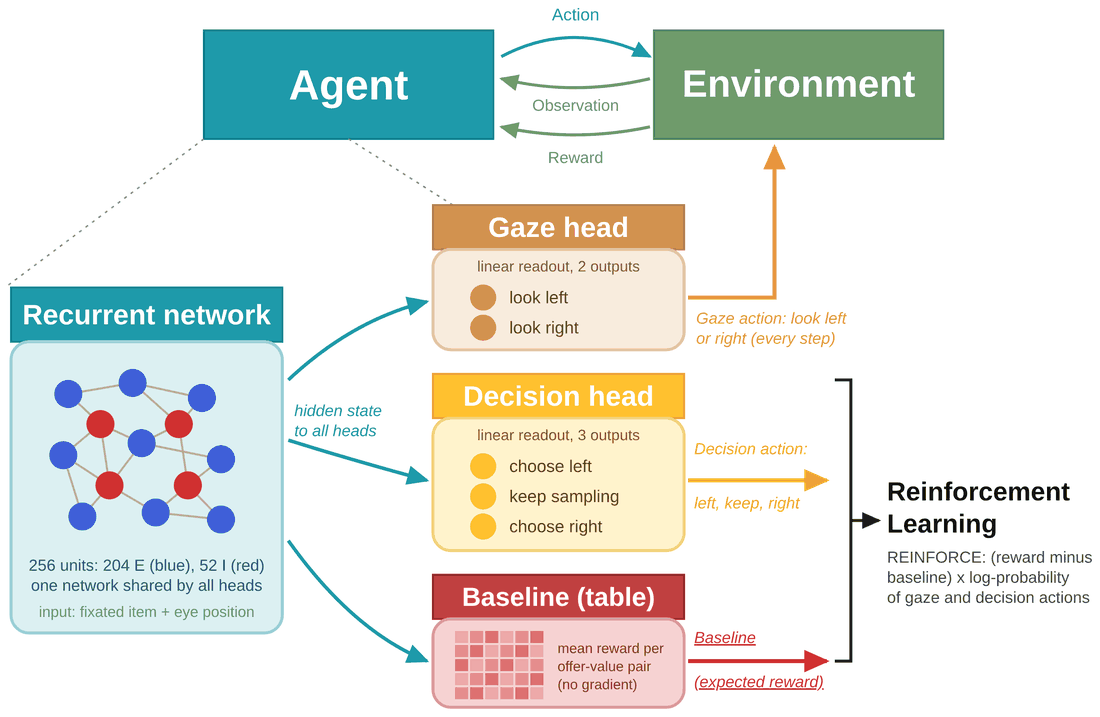 Action
Agent
Environment
Observation
Reward
Gaze head
linear readout, 2 outputs
look left
look right
Gaze action: look left
or right (every step)
Recurrent network
hidden state
to all heads
256 units: 204 E (blue), 52 I (red)
one network shared by all heads
input: fixated item + eye position
Decision head
linear readout, 3 outputs
choose left
keep sampling
choose right
Decision action:
left, keep, right
Baseline (table)
mean reward per
offer-value pair
(no gradient)
Baseline
(expected reward)
Reinforcement
Learning
REINFORCE: (reward minus
baseline) x log-probability
of gaze and decision actions